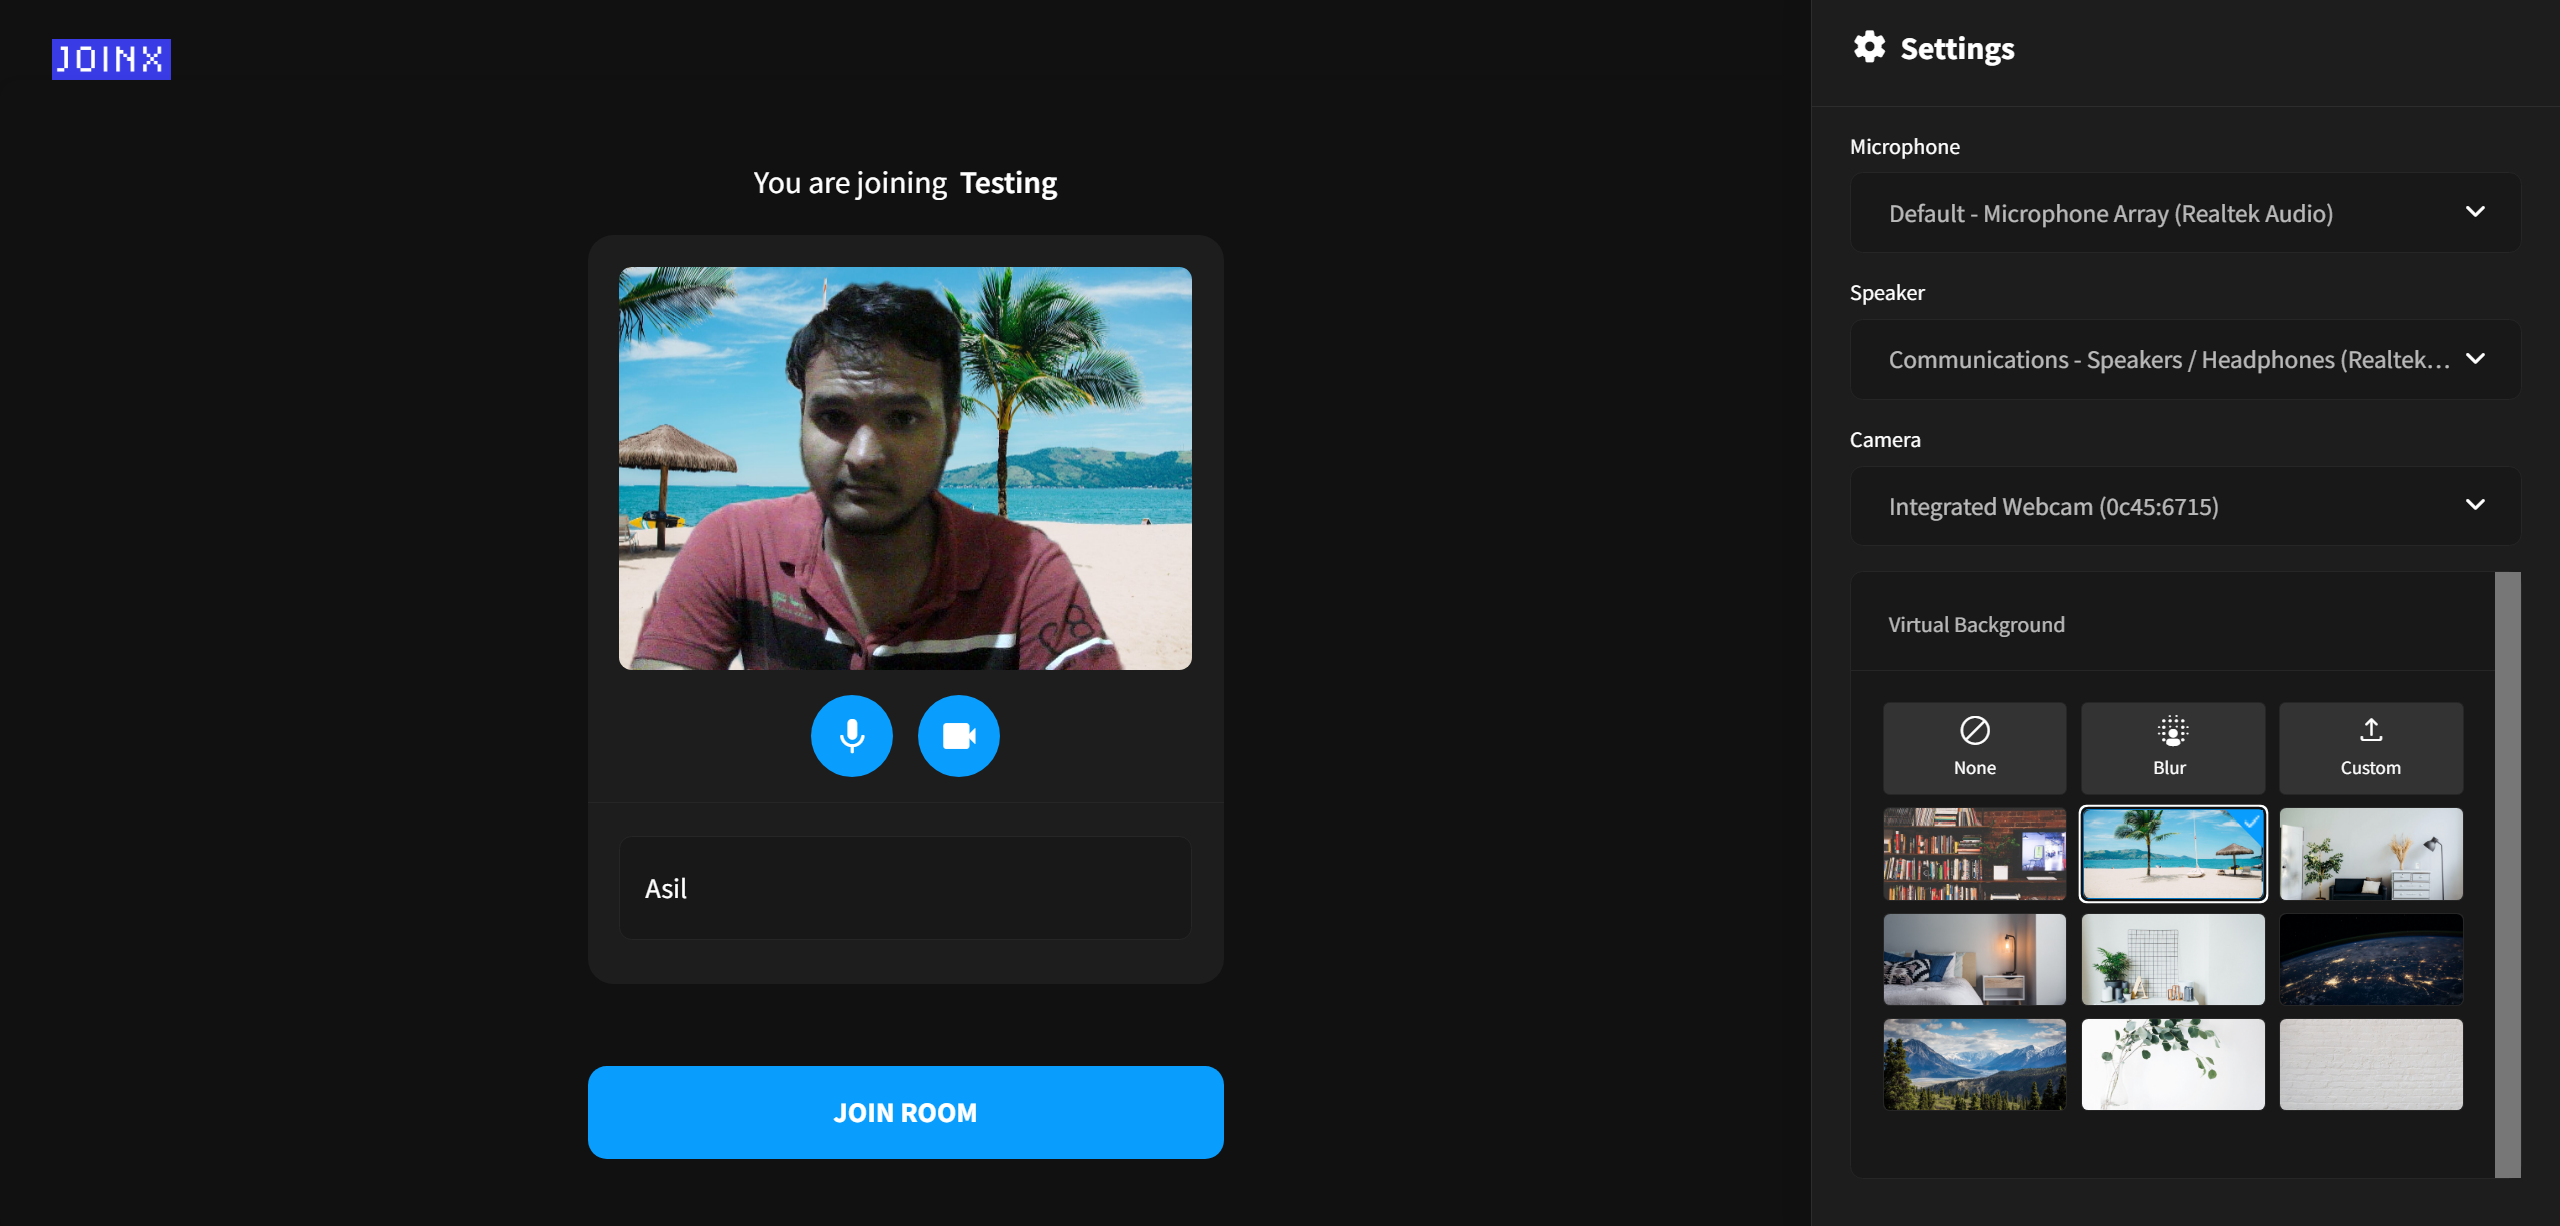 JOINX
You are joining Testing
Asil
JOIN ROOM
Settings
Microphone
Default - Microphone Array (Realtek Audio)
Speaker
Communications - Speakers / Headphones (Realtek...
Camera
Integrated Webcam (0c45:6715)
Virtual Background
None
Blur
Custom